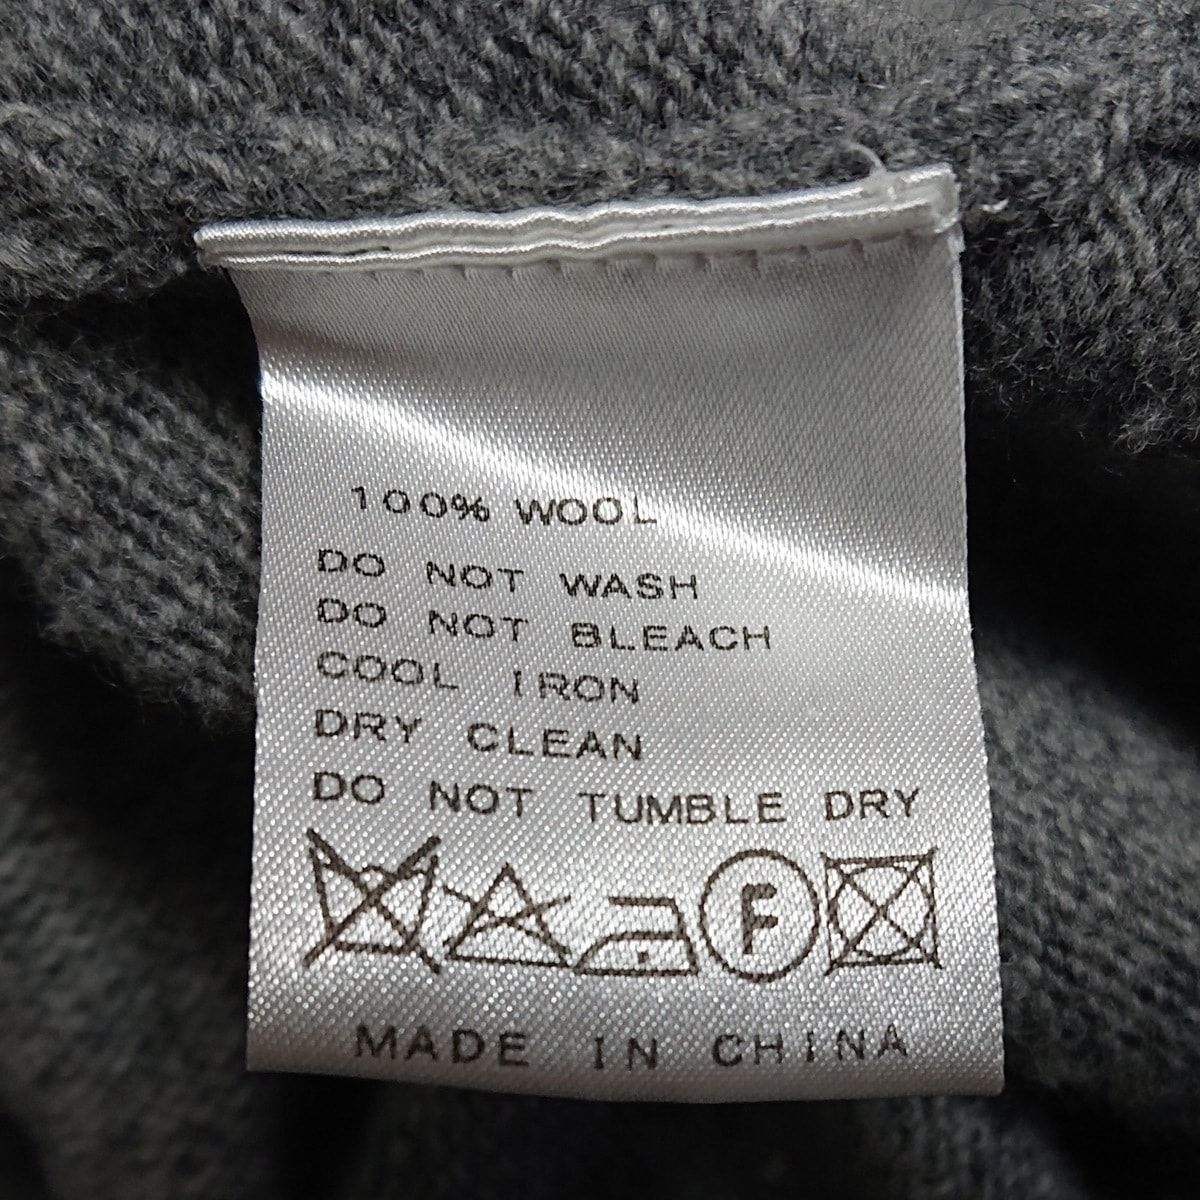 100% WOOL
DO NOT WASH
DO NOT BLEACH
COOL IRON
DRY CLEAN
DO NOT TUMBLE DRY
F
MADE IN CHINA